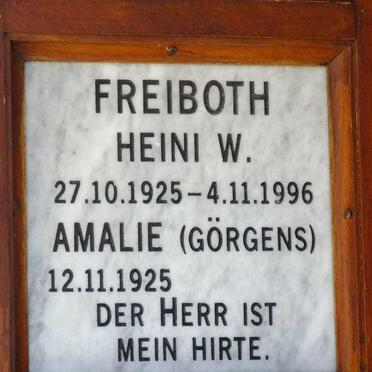 FREIBOTH
HEINI W.
27.10.1925 – 4.11.1996
AMALIE (GÖRGENS)
12.11.1925
DER HERR IST
MEIN HIRTE.